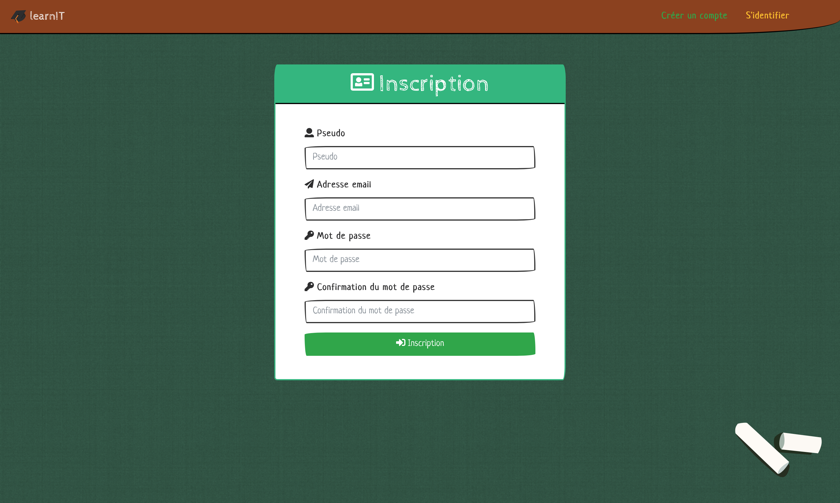 learnIT
Créer un compte
S'identifier
Inscription
Pseudo
Pseudo
Adresse email
Adresse email
Mot de passe
Mot de passe
Confirmation du mot de passe
Confirmation du mot de passe
Inscription